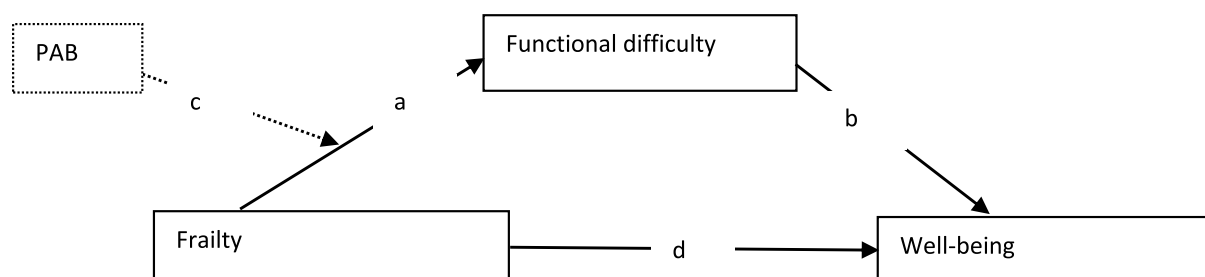 Functional difficulty
PAB
c
a
b
Frailty
d
Well-being